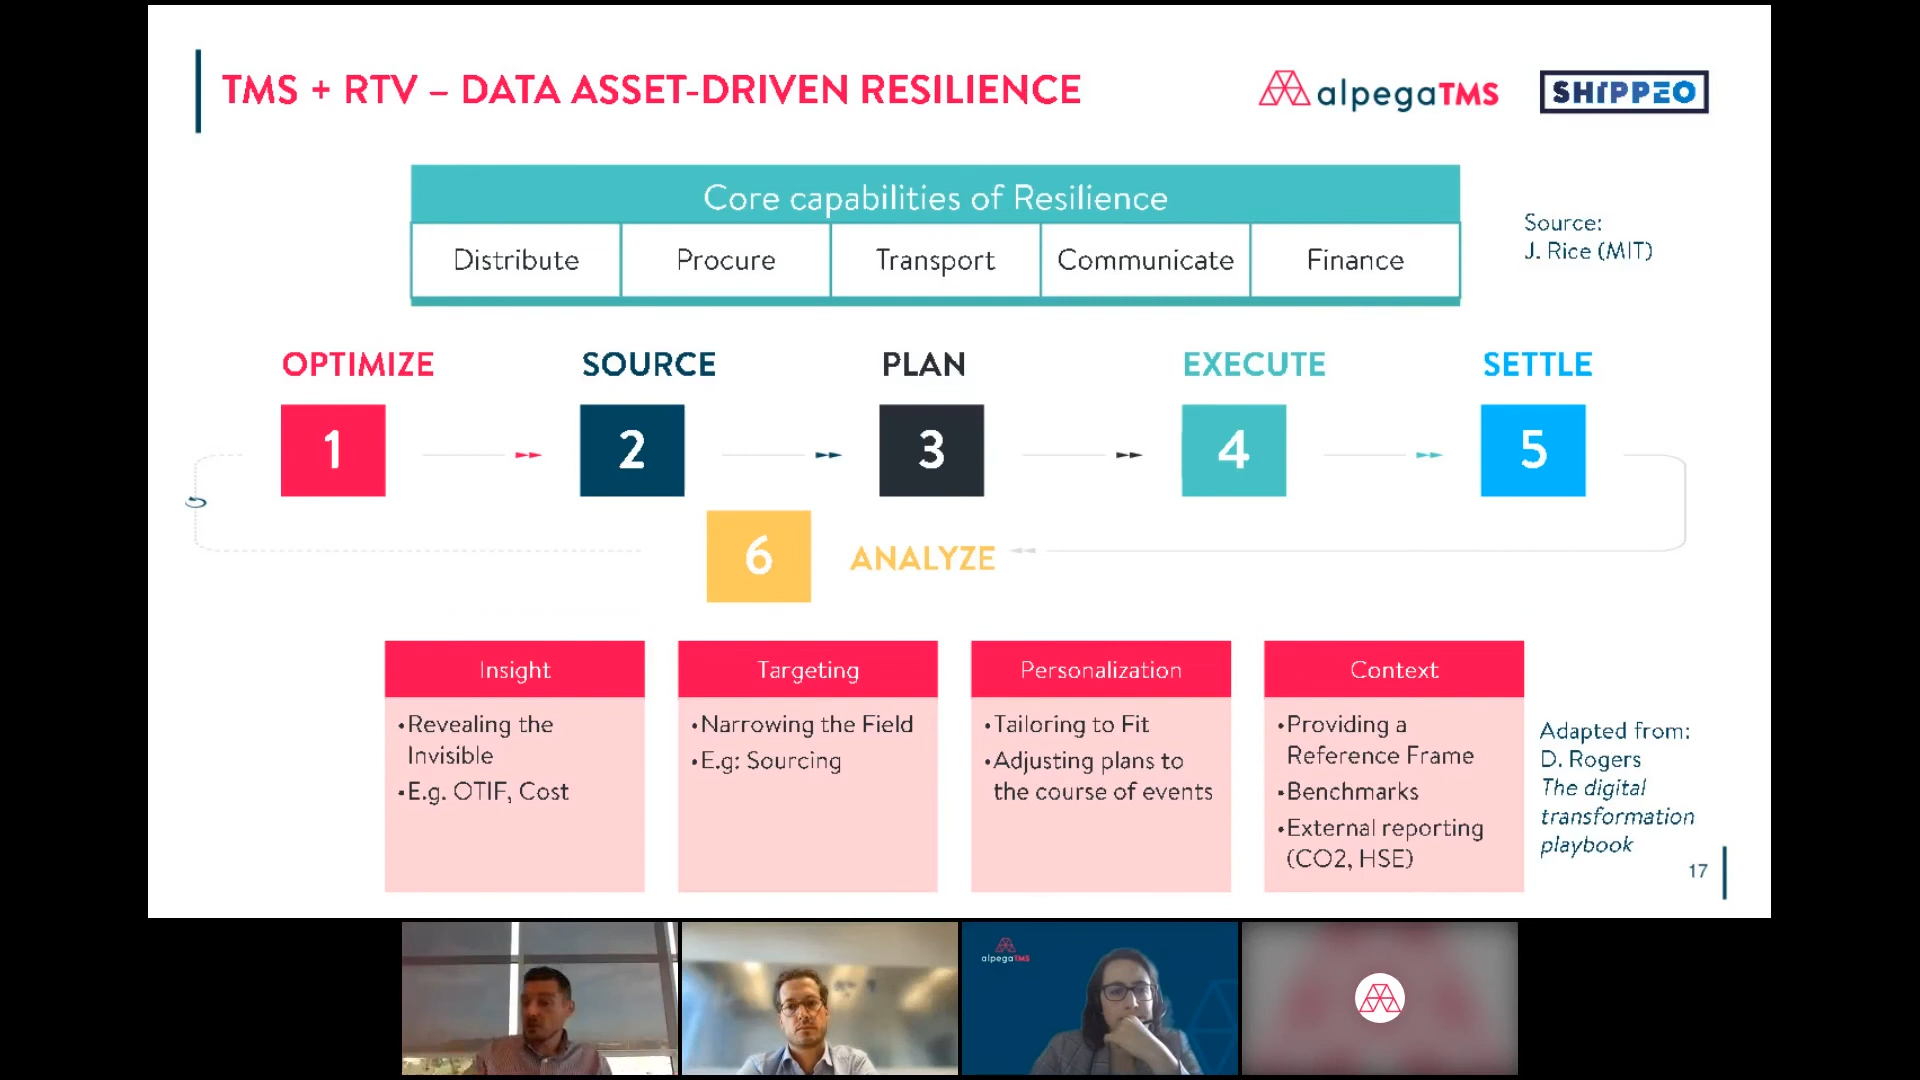 TMS + RTV – DATA ASSET-DRIVEN RESILIENCE
alpegaTMS
SHIPPEO
Core capabilities of Resilience
Distribute
Procure
Transport
Communicate
Finance
Source:
J. Rice (MIT)
OPTIMIZE
SOURCE
PLAN
EXECUTE
SETTLE
1
2
3
4
5
6
ANALYZE
Insight
•Revealing the
Invisible
•E.g. OTIF, Cost
Targeting
•Narrowing the Field
•E.g: Sourcing
Personalization
•Tailoring to Fit
•Adjusting plans to
the course of events
Context
•Providing a
Reference Frame
•Benchmarks
•External reporting
(CO2, HSE)
Adapted from:
D. Rogers
The digital
transformation
playbook
17
alpegaTMS